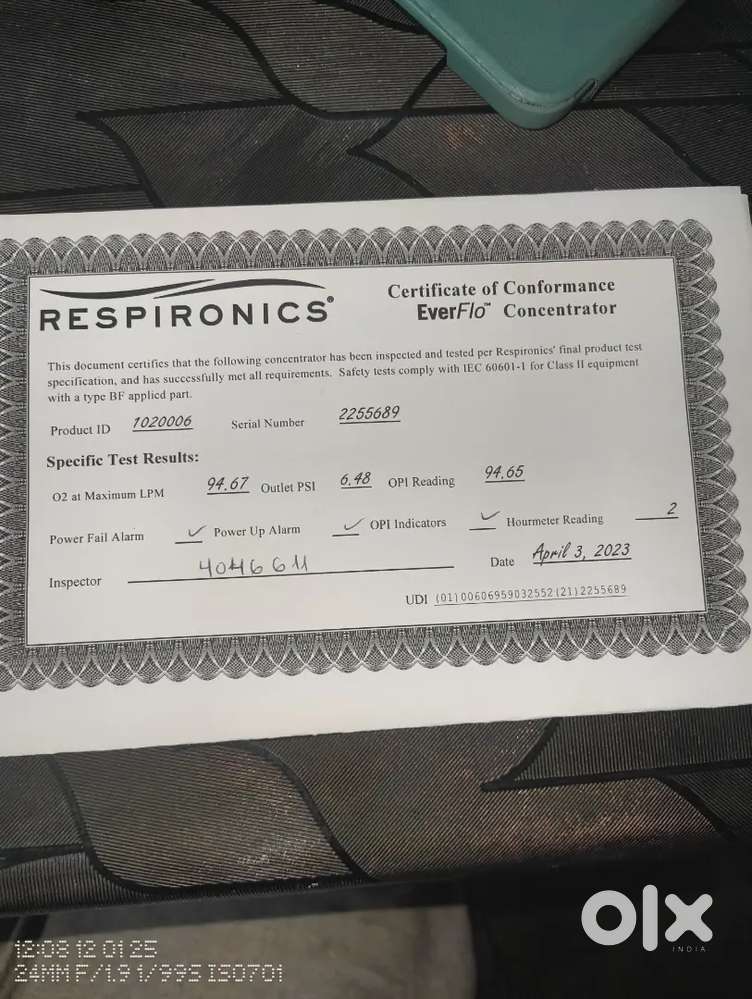 RESPIRONICS®
Certificate of Conformance
EverFlo™ Concentrator
This document certifies that the following concentrator has been inspected and tested per Respironics' final product test
specification, and has successfully met all requirements. Safety tests comply with IEC 60601-1 for Class II equipment
with a type BF applied part.
Product ID 1020006 Serial Number 2255689
Specific Test Results:
O2 at Maximum LPM 94.67 Outlet PSI 6.48 OPI Reading 94.65
Power Fail Alarm ✓ Power Up Alarm ✓ OPI Indicators ✓ Hourmeter Reading 2
Inspector 4046611 Date April 3, 2023
UDI (01)00606959032552(21)2255689
olx
INDIA
12:08 12 01 25
24MM F/1.9 1/99S ISO701